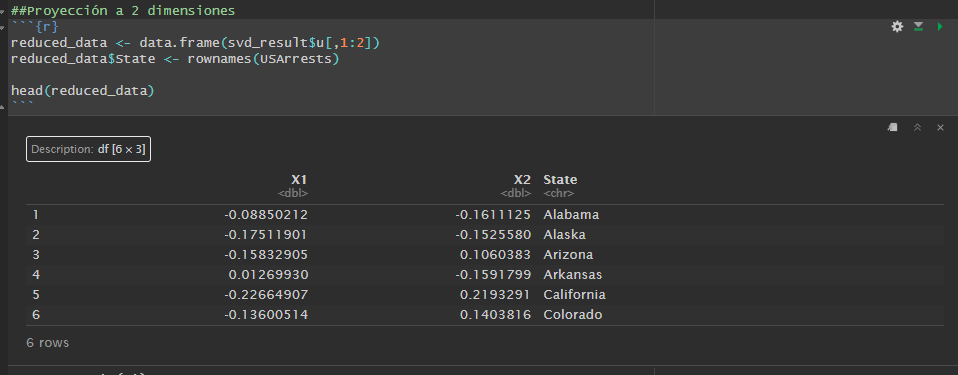 ##Proyección a 2 dimensiones
```{r}
reduced_data <- data.frame(svd_result$u[,1:2])
reduced_data$State <- rownames(USArrests)
head(reduced_data)
```
Description: df [6 × 3]
X1 X2 State
<dbl> <dbl> <chr>
1 -0.08850212 -0.1611125 Alabama
2 -0.17511901 -0.1525580 Alaska
3 -0.15832905 0.1060383 Arizona
4 0.01269930 -0.1591799 Arkansas
5 -0.22664907 0.2193291 California
6 -0.13600514 0.1403816 Colorado
6 rows